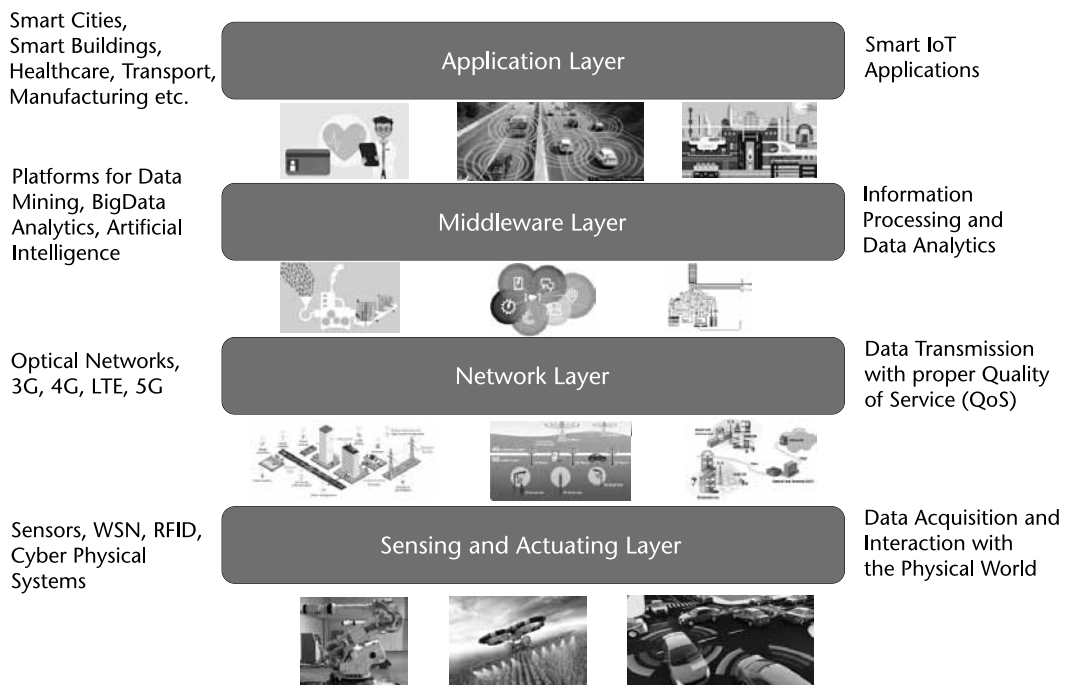 Smart Cities,
Smart Buildings,
Healthcare, Transport,
Manufacturing etc.
Application Layer
Smart IoT
Applications
Platforms for Data
Mining, BigData
Analytics, Artificial
Intelligence
Middleware Layer
Information
Processing and
Data Analytics
Optical Networks,
3G, 4G, LTE, 5G
Network Layer
Data Transmission
with proper Quality
of Service (QoS)
Sensors, WSN, RFID,
Cyber Physical
Systems
Sensing and Actuating Layer
Data Acquisition and
Interaction with
the Physical World